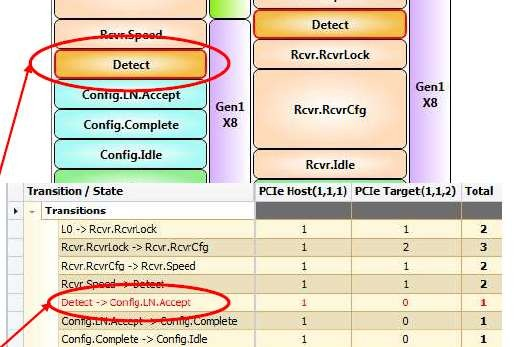 Rcvr.Speed
Detect
Config.LN.Accept
Config.Complete
Config.Idle
Gen1
X8
Detect
Rcvr.RcvrLock
Rcvr.RcvrCfg
Rcvr.Idle
Gen1
X8
Transition / State PCIe Host(1,1,1) PCIe Target(1,1,2) Total
Transitions
L0 -> Rcvr.RcvrLock 1 1 2
Rcvr.RcvrLock -> Rcvr.RcvrCfg 1 2 3
Rcvr.RcvrCfg -> Rcvr.Speed 1 1 2
Rcvr.Speed -> Detect 1 1 2
Detect -> Config.LN.Accept 1 0 1
Config.LN.Accept -> Config.Complete 1 0 1
Config.Complete -> Config.Idle 1 0 1